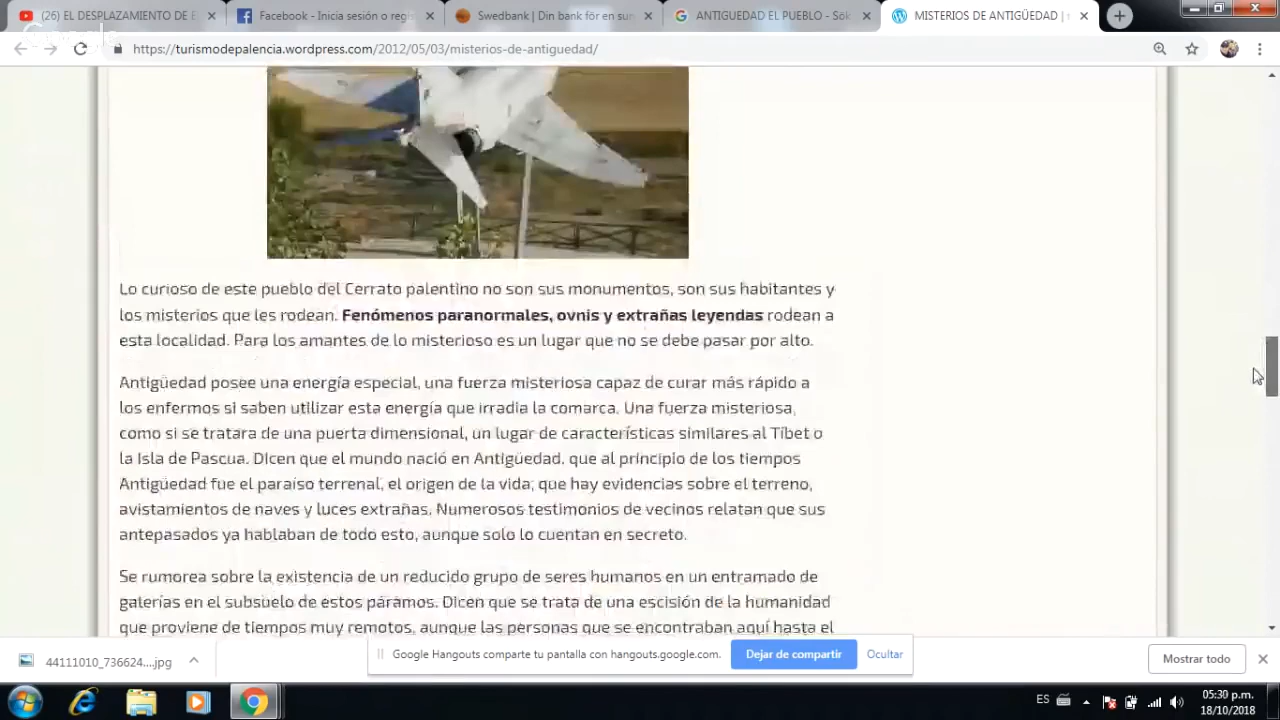 (26) EL DESPLAZAMIENTO DE E
Facebook - Inicia sesión o regis
Swedbank | Din bank för en sun
ANTIGUEDAD EL PUEBLO - Sök
MISTERIOS DE ANTIGÜEDAD |
https://turismodepalencia.wordpress.com/2012/05/03/misterios-de-antiguedad/
Lo curioso de este pueblo del Cerrato palentino no son sus monumentos, son sus habitantes y
los misterios que les rodean. Fenómenos paranormales, ovnis y extrañas leyendas rodean a
esta localidad. Para los amantes de lo misterioso es un lugar que no se debe pasar por alto.
Antigüedad posee una energía especial, una fuerza misteriosa capaz de curar más rápido a
los enfermos si saben utilizar esta energía que irradia la comarca. Una fuerza misteriosa,
como si se tratara de una puerta dimensional, un lugar de características similares al Tíbet o
la Isla de Pascua. Dicen que el mundo nació en Antigüedad, que al principio de los tiempos
Antigüedad fue el paraíso terrenal, el origen de la vida, que hay evidencias sobre el terreno,
avistamientos de naves y luces extrañas. Numerosos testimonios de vecinos relatan que sus
antepasados ya hablaban de todo esto, aunque solo lo cuentan en secreto.
Se rumorea sobre la existencia de un reducido grupo de seres humanos en un entramado de
galerías en el subsuelo de estos páramos. Dicen que se trata de una escisión de la humanidad
que proviene de tiempos muy remotos, aunque las personas que se encontraban aquí hasta el
Google Hangouts comparte tu pantalla con hangouts.google.com.
Dejar de compartir
Ocultar
44111010_736624....jpg
Mostrar todo
ES
05:30 p.m.
18/10/2018